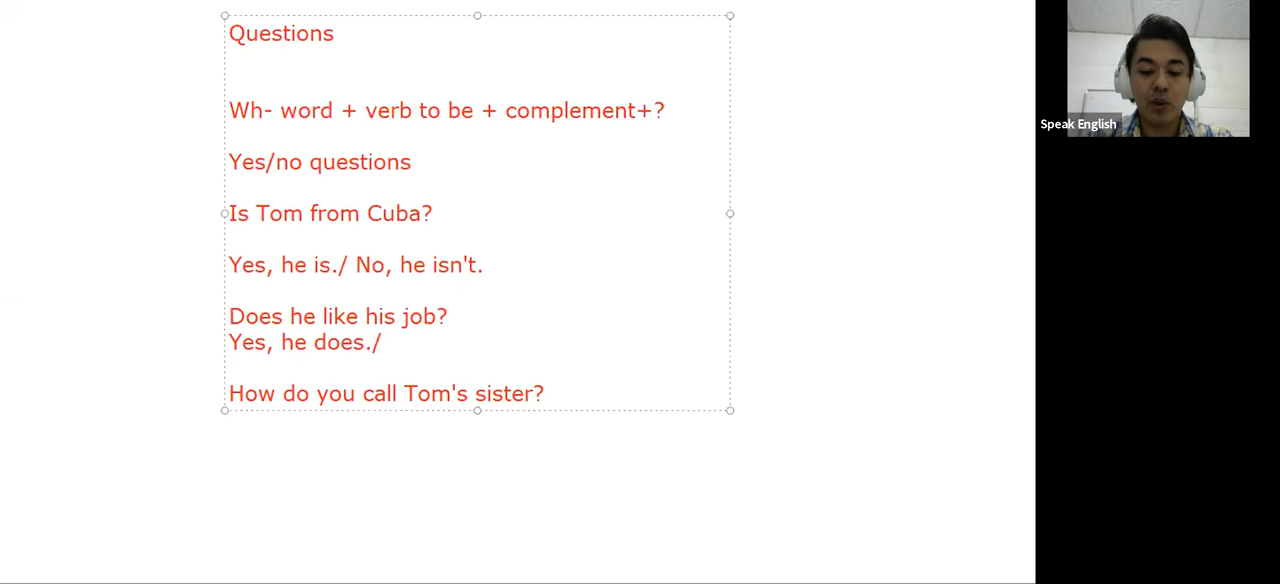 Questions
Wh- word + verb to be + complement+?
Yes/no questions
Is Tom from Cuba?
Yes, he is./ No, he isn't.
Does he like his job?
Yes, he does./
How do you call Tom's sister?
Speak English